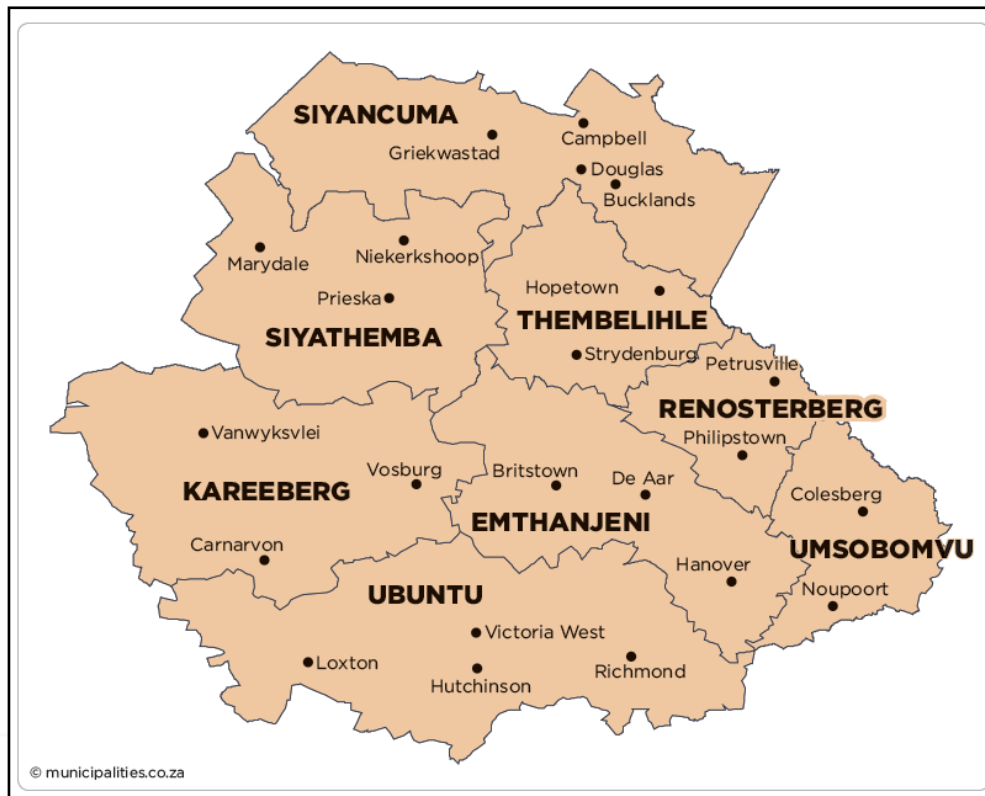 SIYANCUMA
Griekwastad
Campbell
Douglas
Bucklands
Marydale
Niekerkshoop
Prieska
SIYATHEMBA
Hopetown
THEMBELIHLE
Strydenburg
Petrusville
RENOSTERBERG
Philipstown
Vanwyksvlei
Vosburg
KAREEBERG
Carnarvon
Britstown
De Aar
EMTHANJENI
Hanover
Colesberg
UMSOBOMVU
Noupoort
UBUNTU
Victoria West
Loxton
Hutchinson
Richmond
© municipalities.co.za